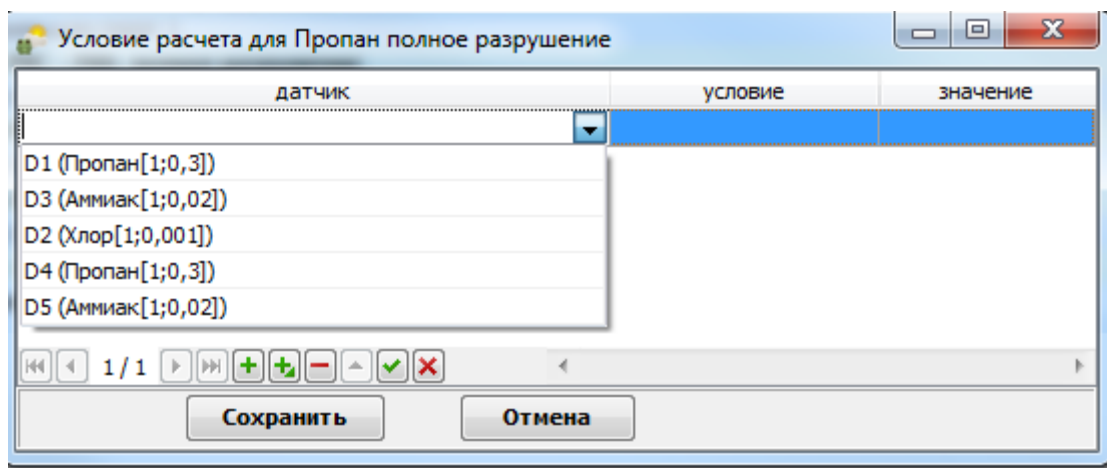 Условие расчета для Пропан полное разрушение
датчик условие значение
D1 (Пропан[1;0,3])
D3 (Аммиак[1;0,02])
D2 (Хлор[1;0,001])
D4 (Пропан[1;0,3])
D5 (Аммиак[1;0,02])
1 / 1
Сохранить Отмена